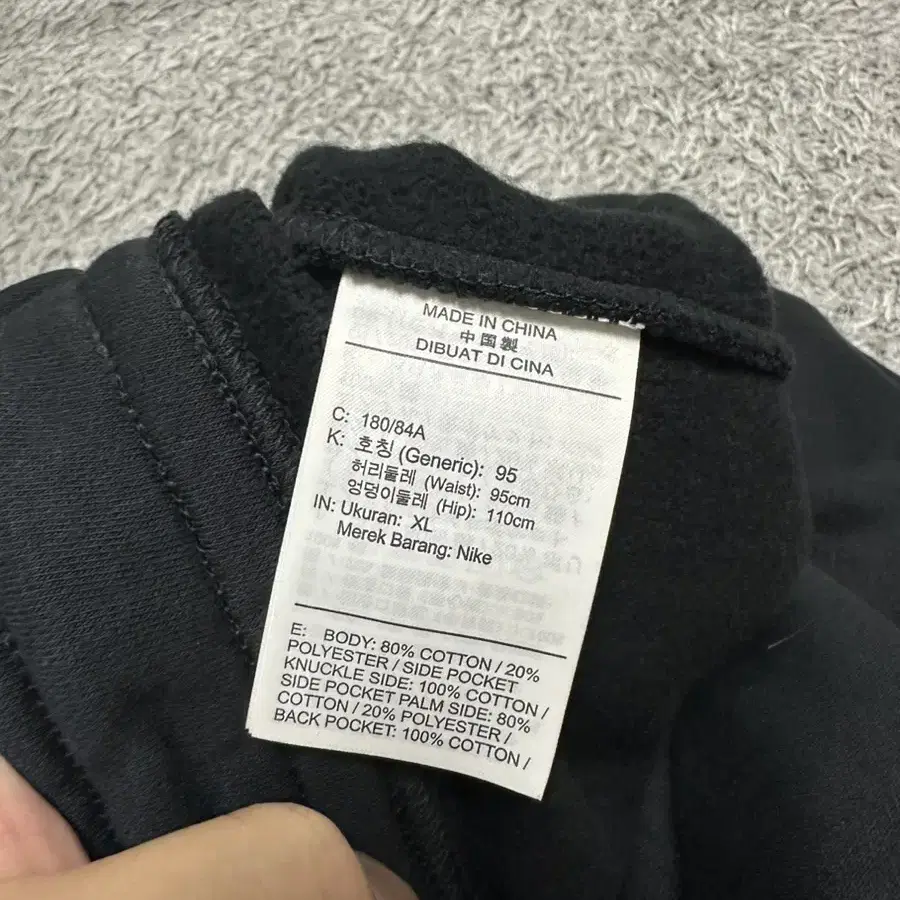 MADE IN CHINA
中国製
DIBUAT DI CINA
C: 180/84A
K: 호칭 (Generic): 95
허리둘레 (Waist): 95cm
엉덩이둘레 (Hip): 110cm
IN: Ukuran: XL
Merek Barang: Nike
E: BODY: 80% COTTON / 20%
POLYESTER / SIDE POCKET
KNUCKLE SIDE: 100% COTTON /
SIDE POCKET PALM SIDE: 80%
COTTON / 20% POLYESTER /
BACK POCKET: 100% COTTON /